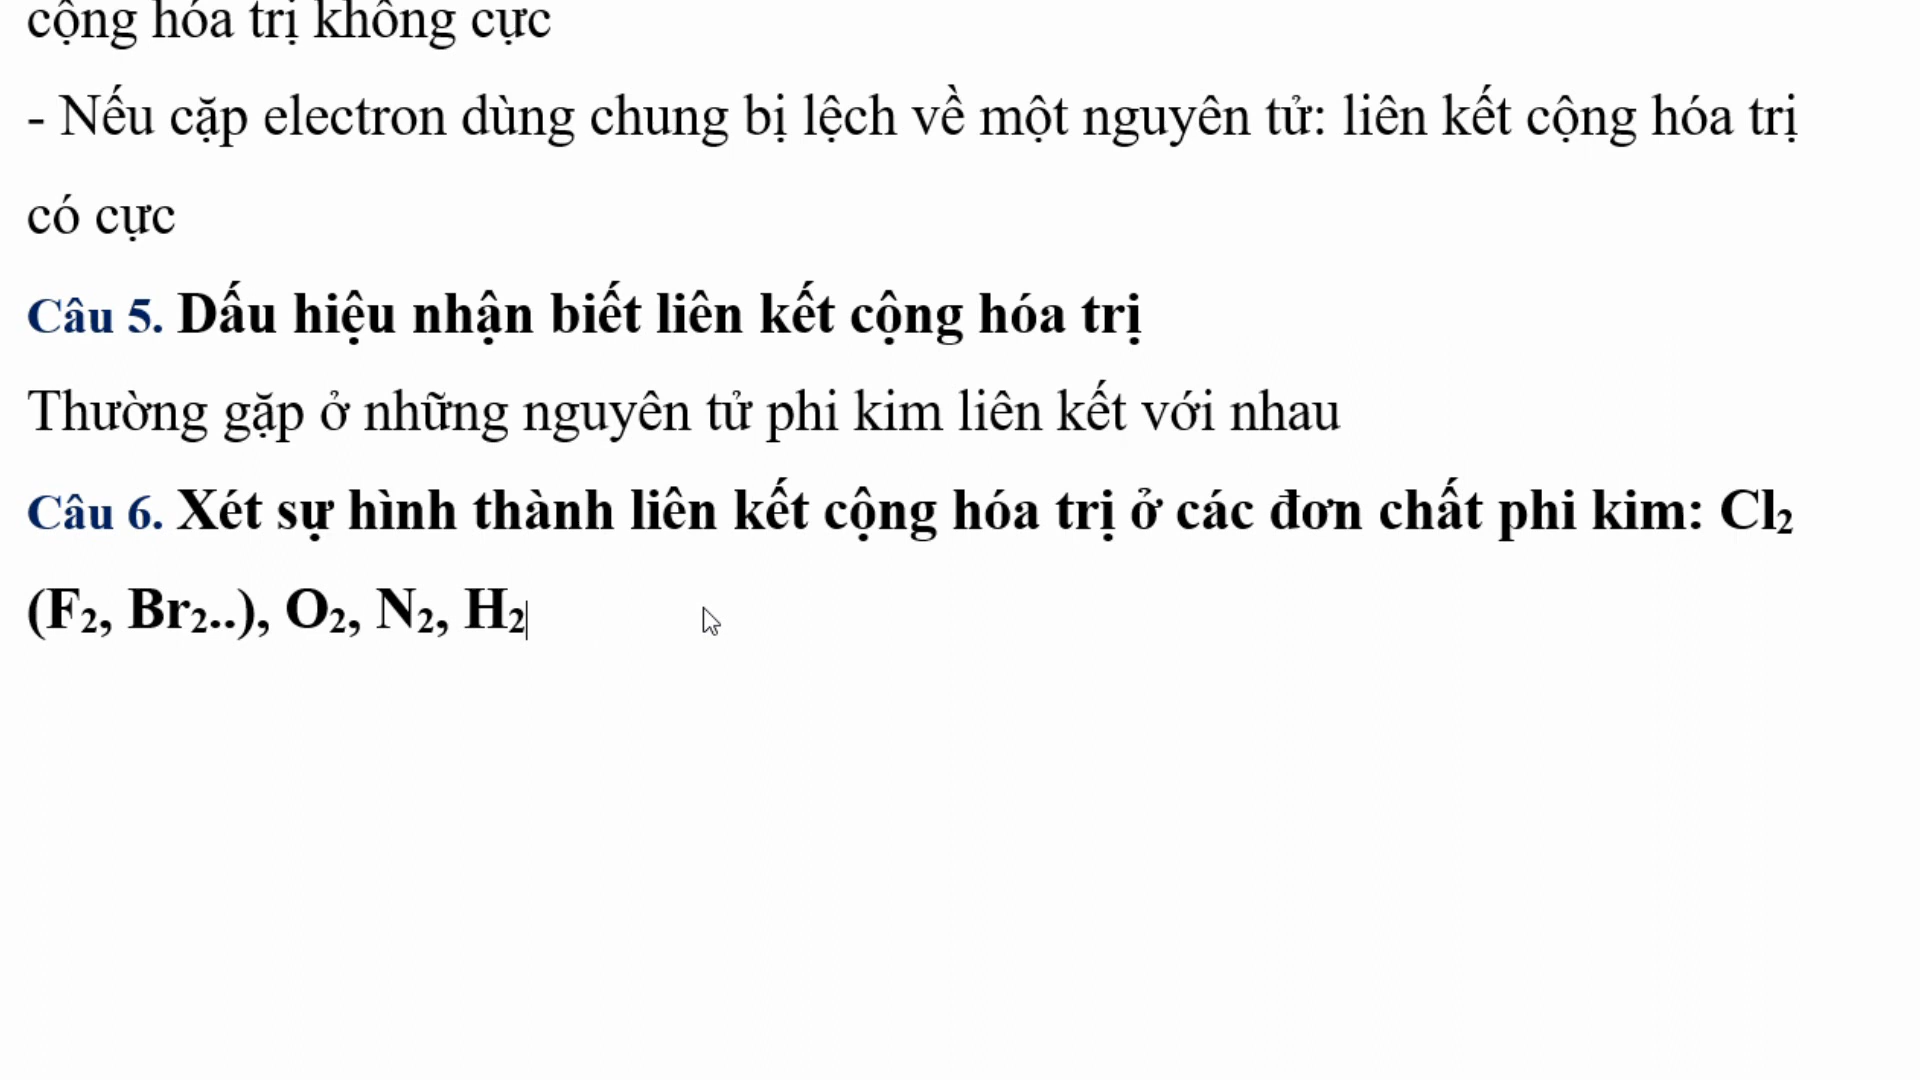 cộng hóa trị không cực
- Nếu cặp electron dùng chung bị lệch về một nguyên tử: liên kết cộng hóa trị
có cực
Câu 5. Dấu hiệu nhận biết liên kết cộng hóa trị
Thường gặp ở những nguyên tử phi kim liên kết với nhau
Câu 6. Xét sự hình thành liên kết cộng hóa trị ở các đơn chất phi kim: Cl₂
(F₂, Br₂..), O₂, N₂, H₂